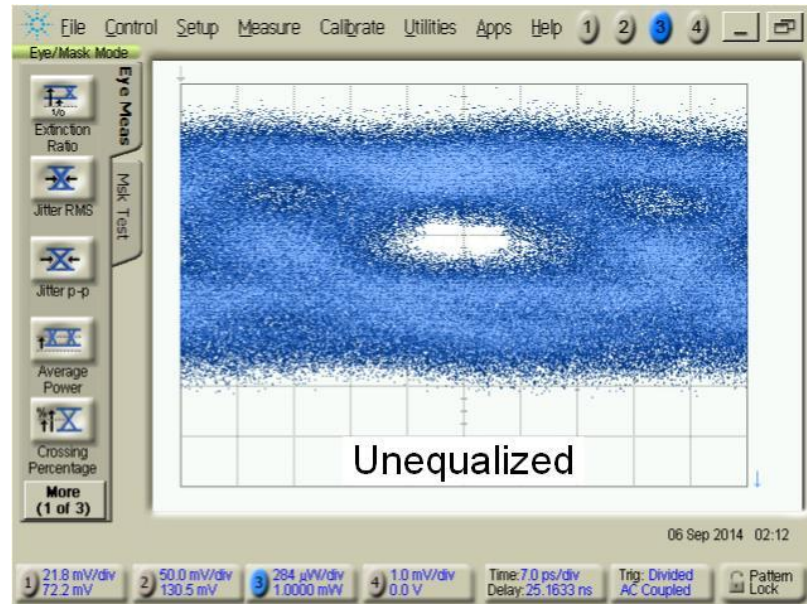 File Control Setup Measure Calibrate Utilities Apps Help 1 2 3 4
Eye/Mask Mode
Eye Meas
Msk Test
1/0
Extinction
Ratio
Jitter RMS
Jitter p-p
Average
Power
%
Crossing
Percentage
More
(1 of 3)
Unequalized
06 Sep 2014 02:12
1 21.8 mV/div
72.2 mV
2 50.0 mV/div
130.5 mV
3 284 µW/div
1.0000 mW
4 1.0 mV/div
0.0 V
Time:7.0 ps/div
Delay:25.1633 ns
Trig: Divided
AC Coupled
Pattern
Lock